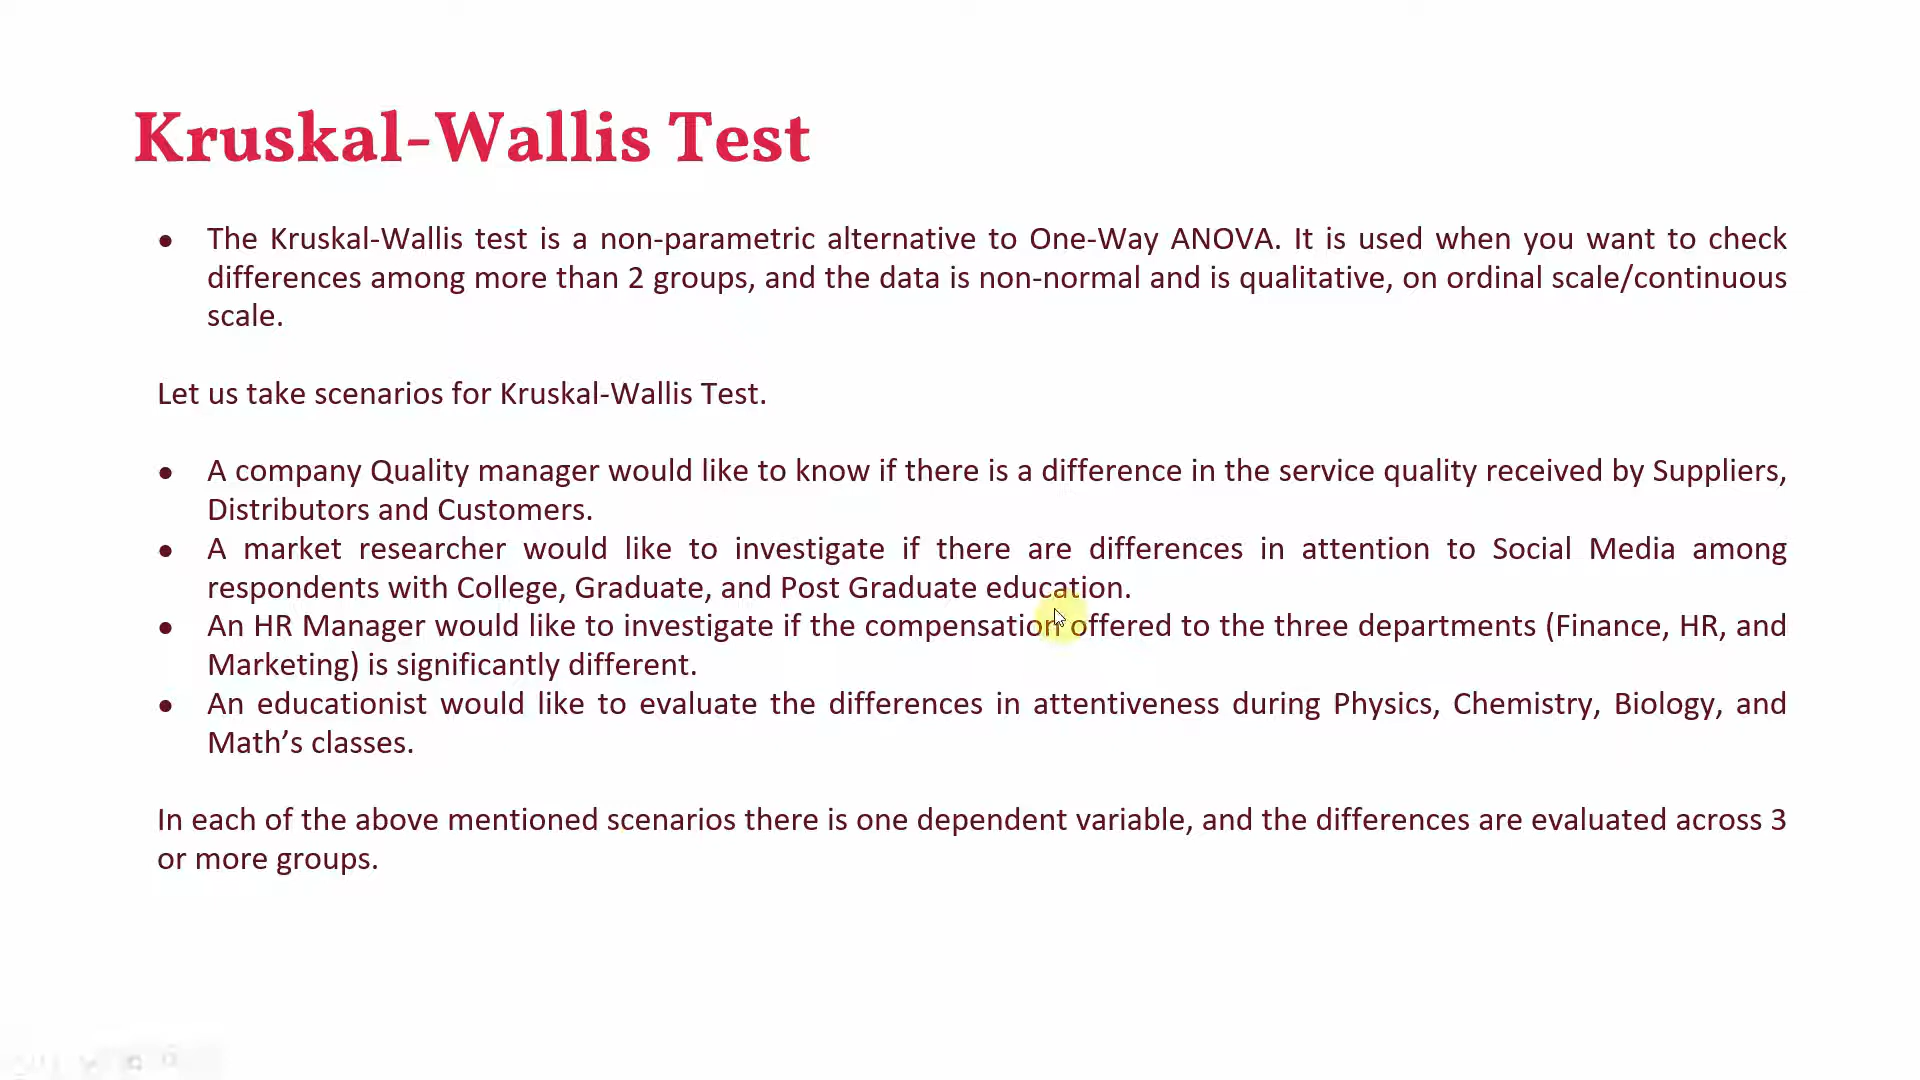 Kruskal-Wallis Test
● The Kruskal-Wallis test is a non-parametric alternative to One-Way ANOVA. It is used when you want to check
differences among more than 2 groups, and the data is non-normal and is qualitative, on ordinal scale/continuous
scale.
Let us take scenarios for Kruskal-Wallis Test.
● A company Quality manager would like to know if there is a difference in the service quality received by Suppliers,
Distributors and Customers.
● A market researcher would like to investigate if there are differences in attention to Social Media among
respondents with College, Graduate, and Post Graduate education.
● An HR Manager would like to investigate if the compensation offered to the three departments (Finance, HR, and
Marketing) is significantly different.
● An educationist would like to evaluate the differences in attentiveness during Physics, Chemistry, Biology, and
Math’s classes.
In each of the above mentioned scenarios there is one dependent variable, and the differences are evaluated across 3
or more groups.